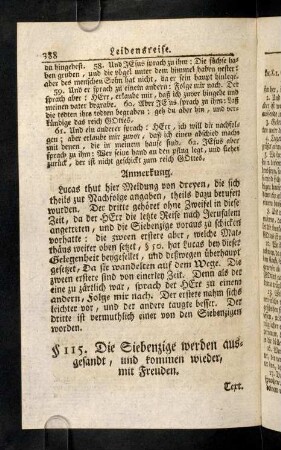 388 Leidensreise.
da hingehest. 58. Und JEsus sprach zu ihm: Die füchse ha-
ben gruben, und die vögel unter dem himmel haben nester:
aber des menschen Sohn hat nicht, da er sein haupt hinlege.
59. Und er sprach zu einem andern: Folge mir nach. Der
sprach aber: HErr, erlaube mir, daß ich zuvor hingehe und
meinen vater begrabe. 60. Aber JEsus sprach zu ihm: Laß
die todten ihre todten begraben, gehe du aber hin, und ver-
kündige das reich GOttes.
61. Und ein anderer sprach: HErr, ich will dir nachfol-
gen; aber erlaube mir zuvor, daß ich einen abschied mache
mit denen, die in meinem hause sind. 62. JEsus aber
sprach zu ihm: Wer seine hand an den pflug legt, und siehet
zurück, der ist nicht geschickt zum reich GOttes.
Anmerkung.
Lucas thut hier Meldung von dreyen, die sich
theils zur Nachfolge angaben, theils dazu berufen
wurden. Der dritte gehört ohne Zweifel in diese
Zeit, da der HErr die letzte Reise nach Jerusalem
angetreten, und die Siebenzige voraus zu schicken
vorhatte: die zween erstere aber, welche Mat-
thäus weiter oben setzet, § 50. hat Lucas bey dieser
Gelegenheit beygefüget, und deswegen überhaupt
gesetzt, Da sie wandelten auf dem Wege. Die
zween erstere sind von einerley Zeit. Denn als der
eine zu zärtlich war, sprach der HErr zu einem
andern, Folge mir nach. Der erstere nahm sichs
leichter vor, und der andere taugte besser. Der
dritte ist vermuthlich einer von den Siebenzigen
worden.
§ 115. Die Siebenzige werden aus-
gesandt, und kommen wieder,
mit Freuden.
Text.